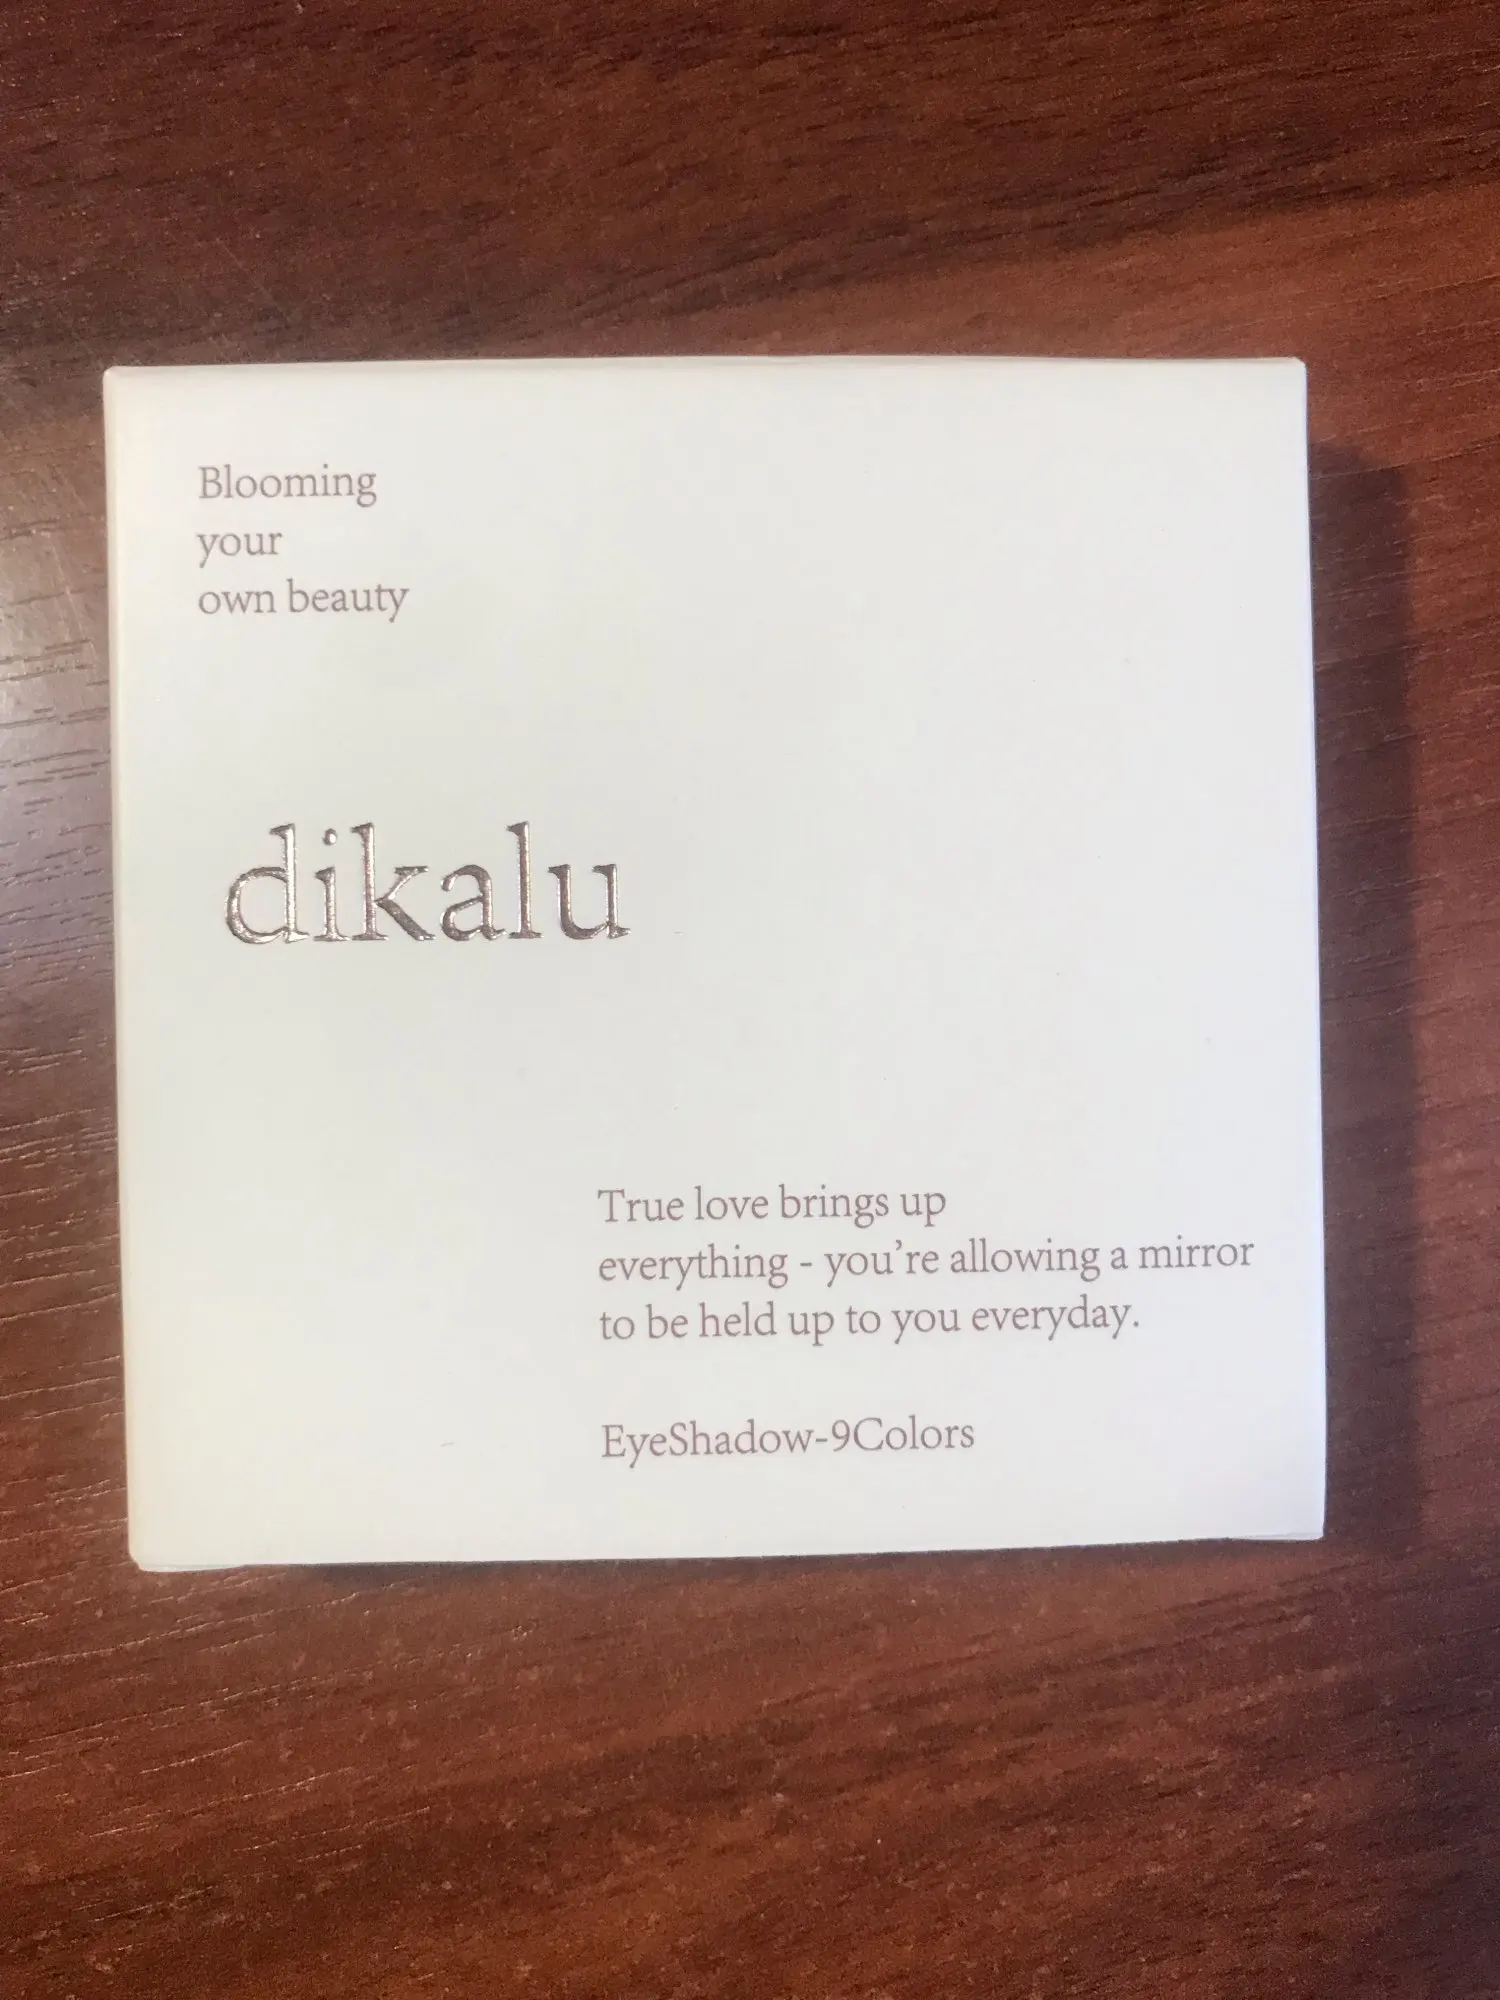 Blooming
your
own beauty
dikalu
True love brings up
everything - you’re allowing a mirror
to be held up to you everyday.
EyeShadow-9Colors